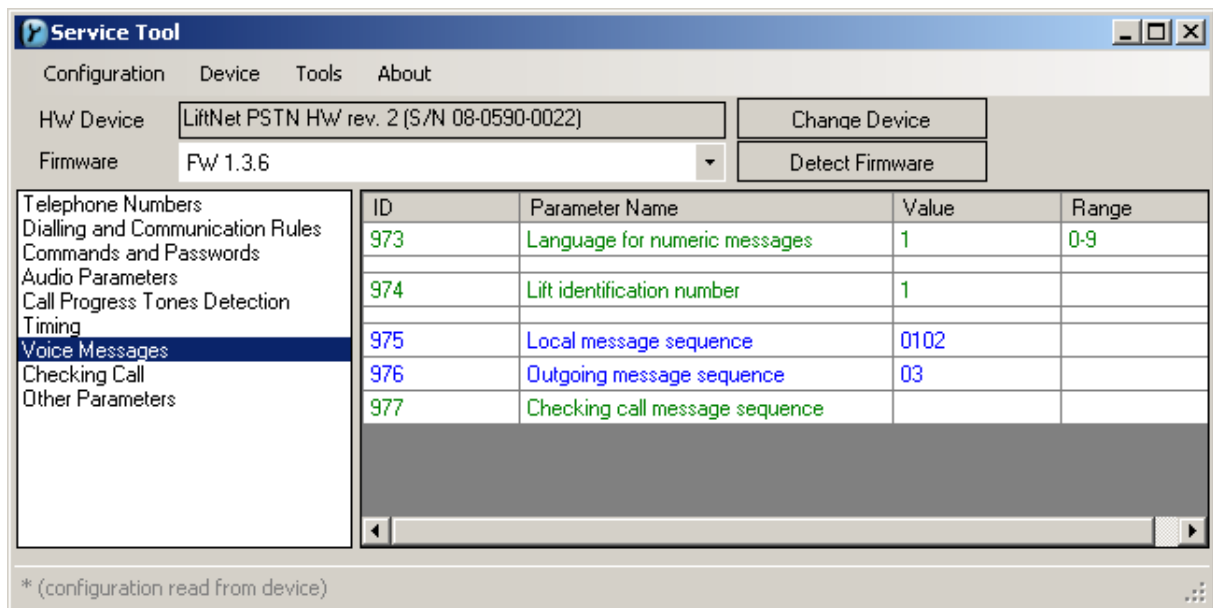 Service Tool
Configuration Device Tools About
HW Device LiftNet PSTN HW rev. 2 (S/N 08-0590-0022) Change Device
Firmware FW 1.3.6 Detect Firmware
Telephone Numbers
Dialling and Communication Rules
Commands and Passwords
Audio Parameters
Call Progress Tones Detection
Timing
Voice Messages
Checking Call
Other Parameters
ID Parameter Name Value Range
973 Language for numeric messages 1 0-9
974 Lift identification number 1
975 Local message sequence 0102
976 Outgoing message sequence 03
977 Checking call message sequence
* (configuration read from device)